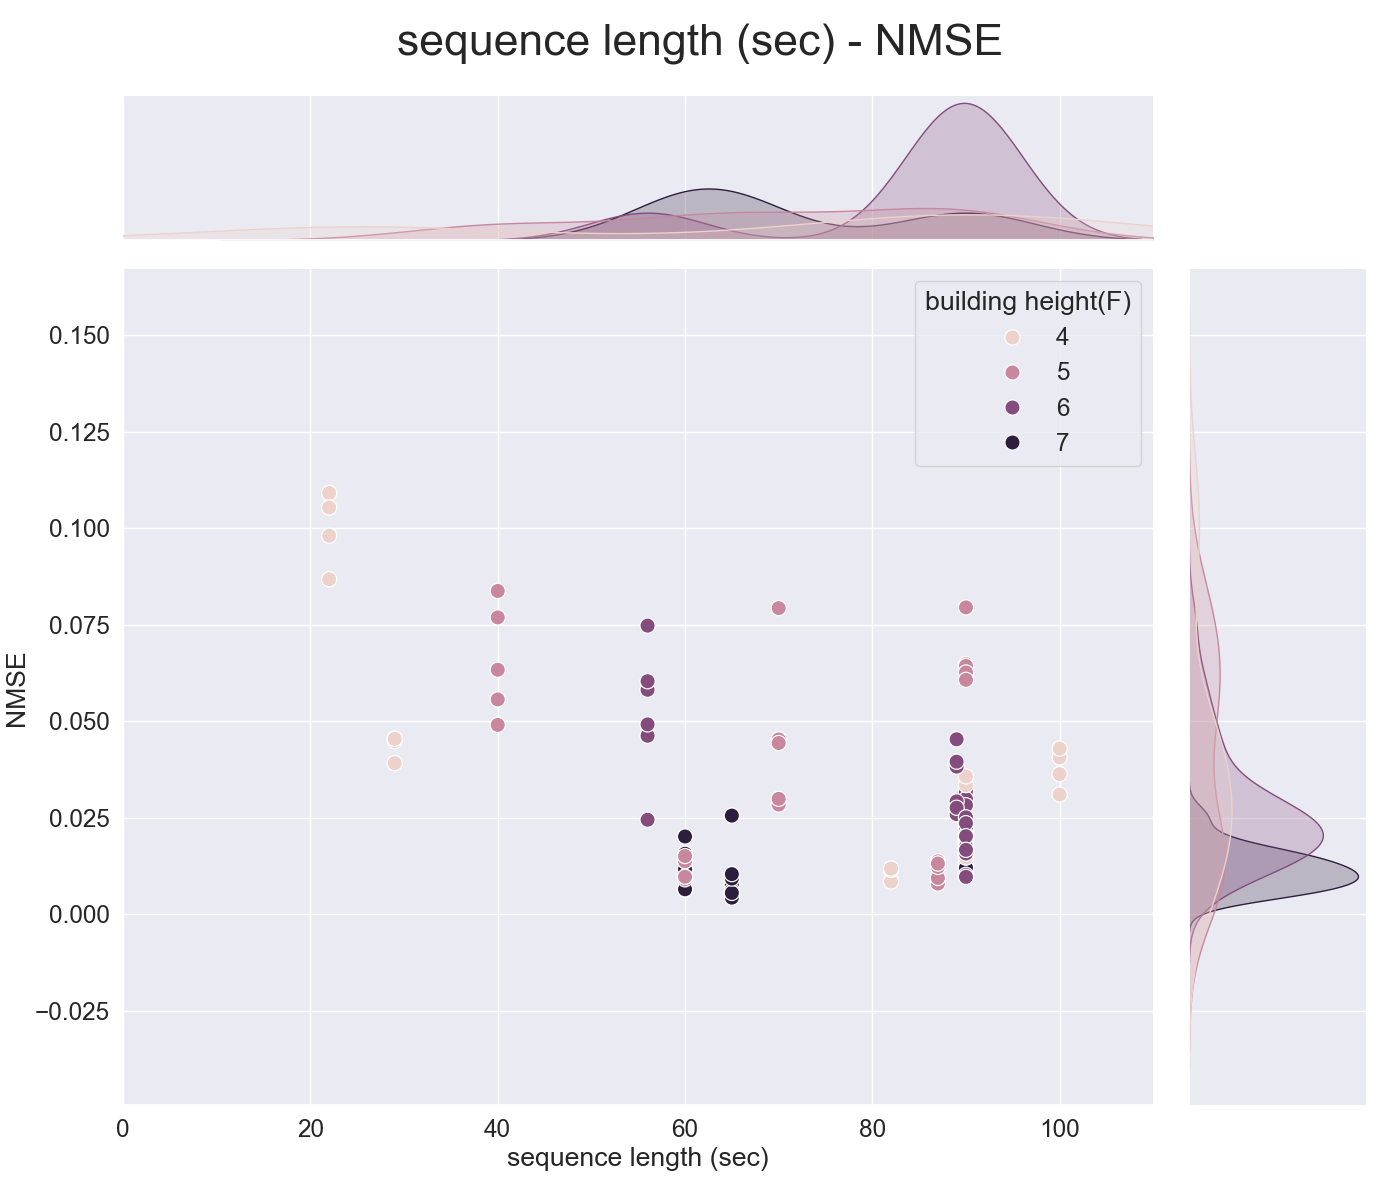 sequence length (sec) - NMSE
building height(F)
4
5
6
7
0.150
0.125
0.100
0.075
0.050
0.025
0.000
−0.025
NMSE
0 20 40 60 80 100
sequence length (sec)